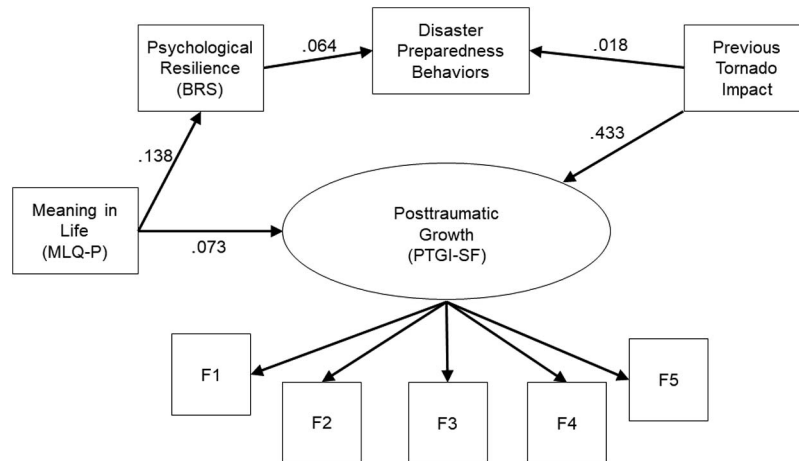 Psychological
Resilience
(BRS)
.064
Disaster
Preparedness
Behaviors
.018
Previous
Tornado
Impact
.138
.433
Meaning in
Life
(MLQ-P)
.073
Posttraumatic
Growth
(PTGI-SF)
F1
F2
F3
F4
F5